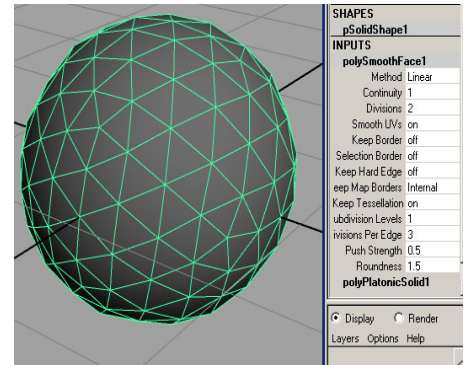 SHAPES
pSolidShape1
INPUTS
polySmoothFace1
Method Linear
Continuity 1
Divisions 2
Smooth UVs on
Keep Border off
Selection Border off
Keep Hard Edge off
eep Map Borders Internal
Keep Tessellation on
ubdivision Levels 1
ivisions Per Edge 3
Push Strength 0.5
Roundness 1.5
polyPlatonicSolid1
Display Render
Layers Options Help